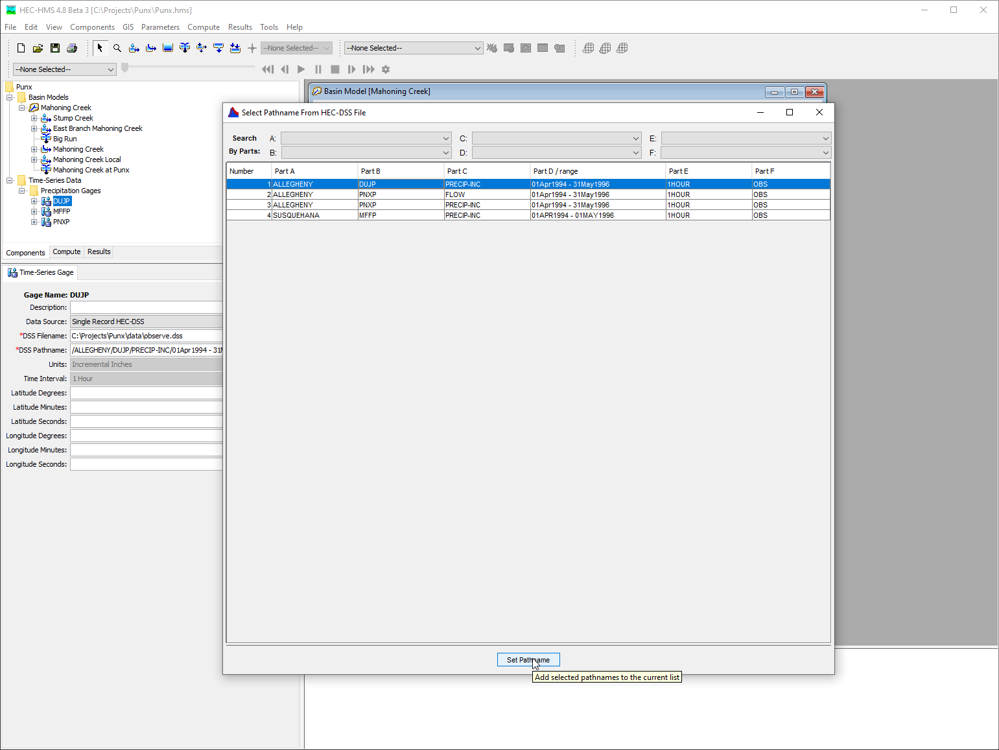 HEC-HMS 4.8 Beta 3 [C:\Projects\Punx\Punx.hms]
File Edit View Components GIS Parameters Compute Results Tools Help
--None Selected-- --None Selected--
--None Selected--
Punx
Basin Models
Mahoning Creek
Stump Creek
East Branch Mahoning Creek
Big Run
Mahoning Creek
Mahoning Creek Local
Mahoning Creek at Punx
Time-Series Data
Precipitation Gages
DUJP
MFFP
PNXP
Components Compute Results
Time-Series Gage
Gage Name: DUJP
Description:
Data Source: Single Record HEC-DSS
*DSS Filename: C:\Projects\Punx\data\observe.dss
*DSS Pathname: /ALLEGHENY/DUJP/PRECIP-INC/01Apr1994 - 31
Units: Incremental Inches
Time Interval: 1 Hour
Latitude Degrees:
Latitude Minutes:
Latitude Seconds:
Longitude Degrees:
Longitude Minutes:
Longitude Seconds:
Basin Model [Mahoning Creek]
Select Pathname From HEC-DSS File
Search A: C: E:
By Parts: B: D: F:
Number Part A Part B Part C Part D / range Part E Part F
1 ALLEGHENY DUJP PRECIP-INC 01Apr1994 - 31May1996 1HOUR OBS
2 ALLEGHENY PNXP FLOW 01Apr1994 - 31May1996 1HOUR OBS
3 ALLEGHENY PNXP PRECIP-INC 01Apr1994 - 31May1996 1HOUR OBS
4 SUSQUEHANA MFFP PRECIP-INC 01APR1994 - 01MAY1996 1HOUR OBS
Set Pathname
Add selected pathnames to the current list